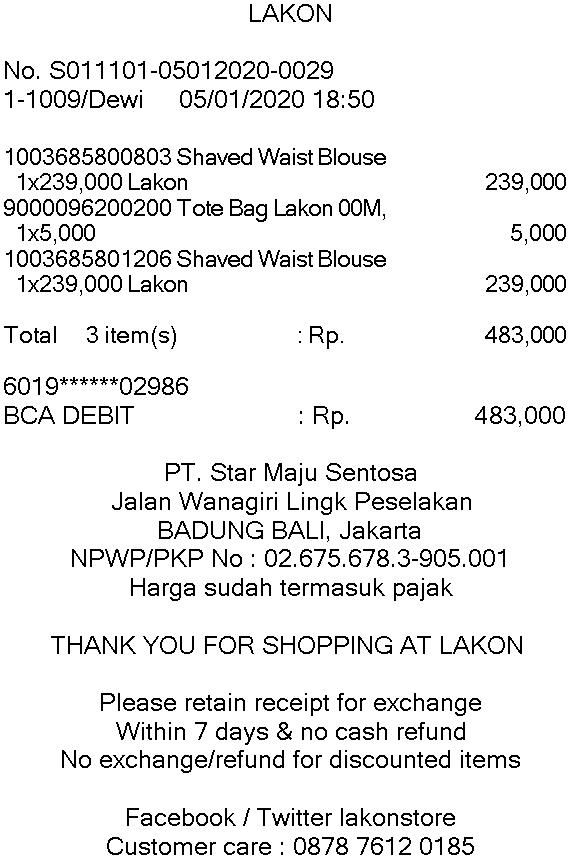 LAKON
No. S011101-05012020-0029
1-1009/Dewi 05/01/2020 18:50
1003685800803 Shaved Waist Blouse
1x239,000 Lakon 239,000
9000096200200 Tote Bag Lakon 00M,
1x5,000 5,000
1003685801206 Shaved Waist Blouse
1x239,000 Lakon 239,000
Total 3 item(s) : Rp. 483,000
6019******02986
BCA DEBIT : Rp. 483,000
PT. Star Maju Sentosa
Jalan Wanagiri Lingk Peselakan
BADUNG BALI, Jakarta
NPWP/PKP No : 02.675.678.3-905.001
Harga sudah termasuk pajak
THANK YOU FOR SHOPPING AT LAKON
Please retain receipt for exchange
Within 7 days & no cash refund
No exchange/refund for discounted items
Facebook / Twitter lakonstore
Customer care : 0878 7612 0185